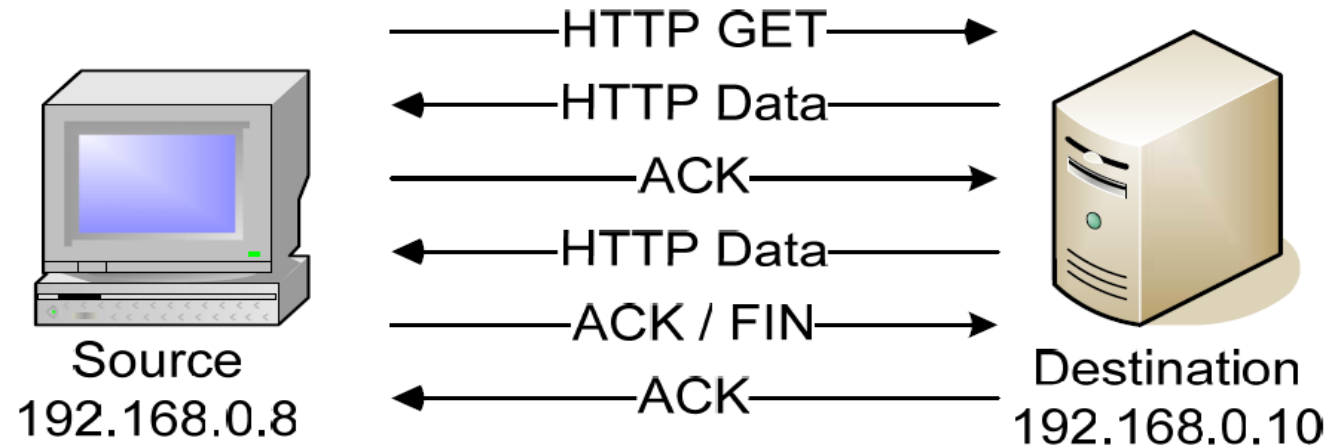 HTTP GET
HTTP Data
ACK
HTTP Data
ACK / FIN
ACK
Source
192.168.0.8
Destination
192.168.0.10